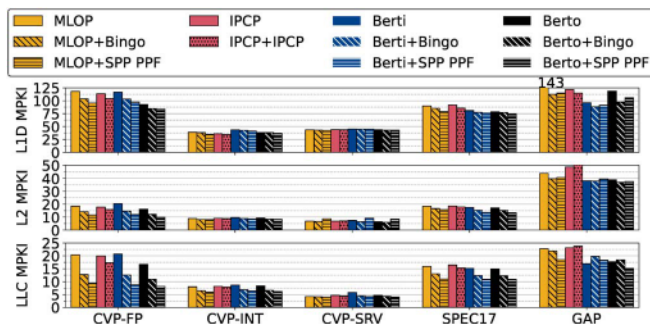 MLOP IPCP Berti Berto
MLOP+Bingo IPCP+IPCP Berti+Bingo Berto+Bingo
MLOP+SPP PPF Berti+SPP PPF Berto+SPP PPF
143
L1D MPKI
125
100
75
50
25
0
L2 MPKI
50
40
30
20
10
0
LLC MPKI
25
20
15
10
5
0
CVP-FP CVP-INT CVP-SRV SPEC17 GAP